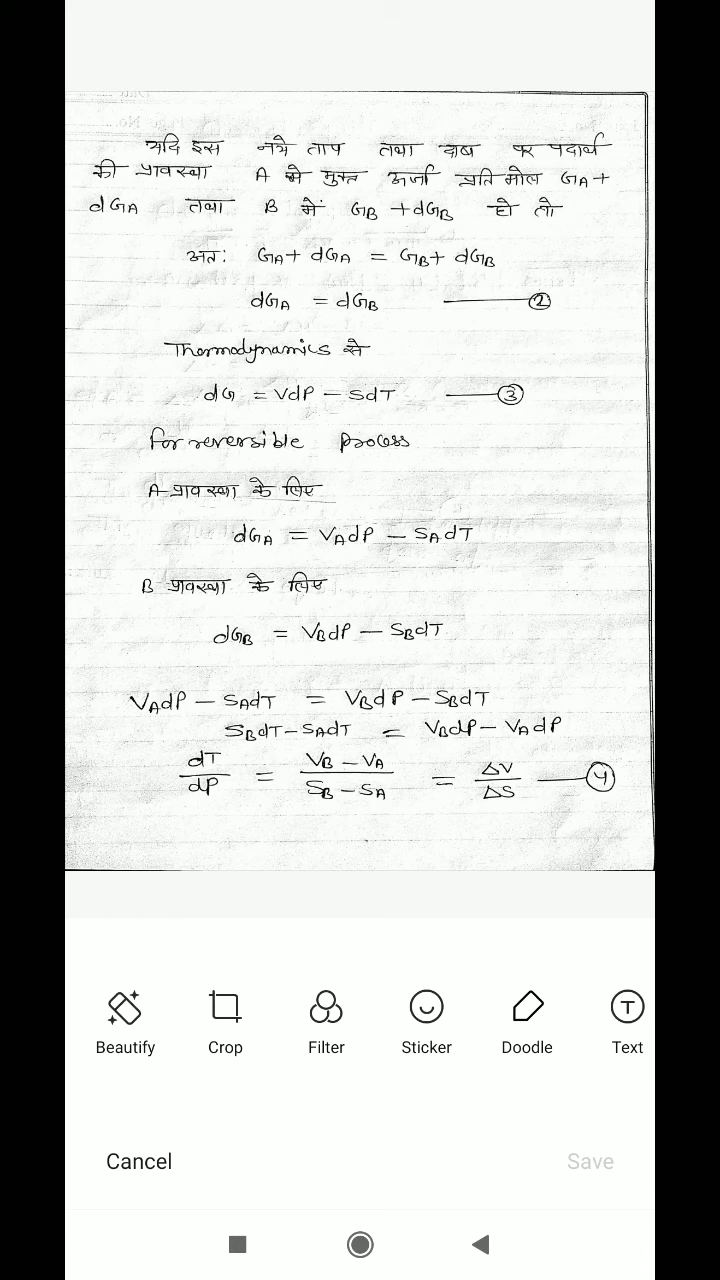 यदि इस नये ताप तथा दाब पर पदार्थ
की प्रावस्था A मे मुक्त ऊर्जा प्रति मोल GA+
dGA तथा B में GB +dGB हो तो
अत: GA+ dGA = GB+ dGB
dGA = dGB ②
Thermodynamics से
dG = VdP – SdT ③
for reversible process
A-प्रावस्था के लिए
dGA = VAdP – SAdT
B प्रावस्था के लिए
dGB = VBdP – SBdT
VAdP – SAdT = VBdP – SBdT
SBdT–SAdT = VBdP–VAdP
dT/dP = VB – VA/SB – SA = ΔV/ΔS ④
Beautify Crop Filter Sticker Doodle Text
Cancel Save